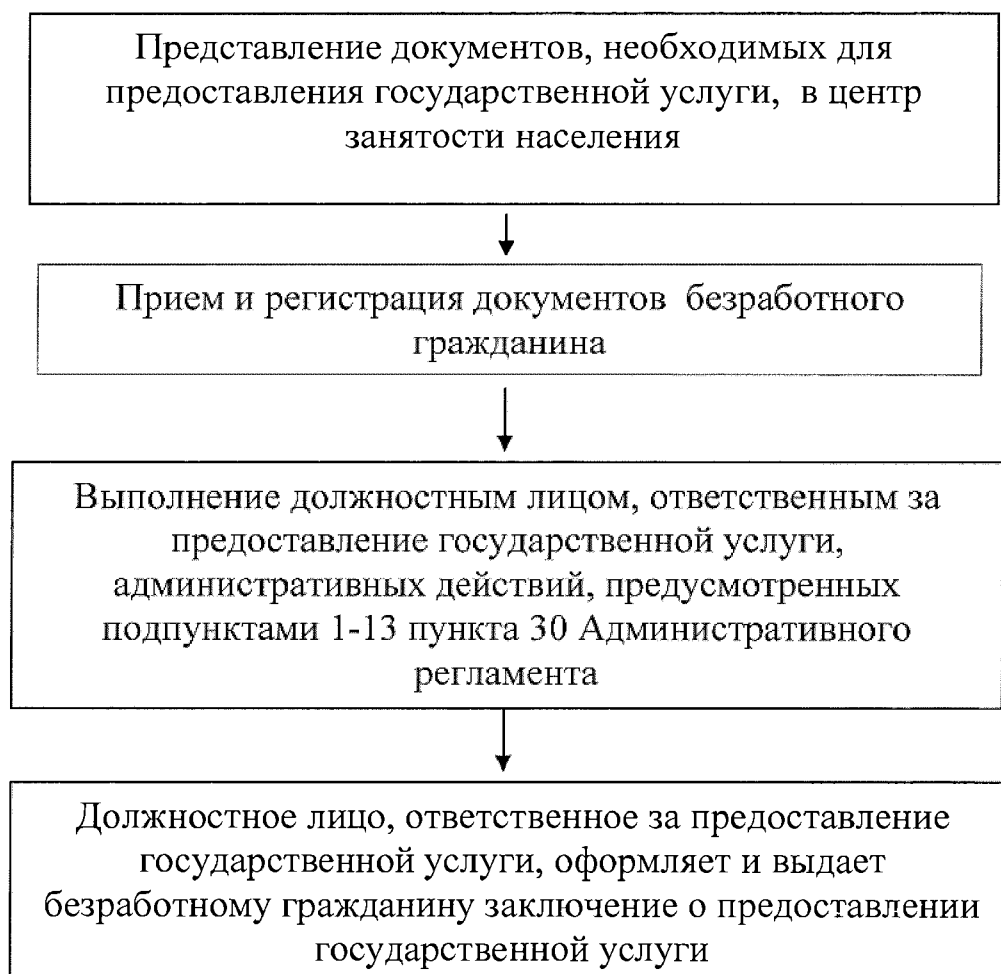 Представление документов, необходимых для
предоставления государственной услуги, в центр
занятости населения
Прием и регистрация документов безработного
гражданина
Выполнение должностным лицом, ответственным за
предоставление государственной услуги,
административных действий, предусмотренных
подпунктами 1-13 пункта 30 Административного
регламента
Должностное лицо, ответственное за предоставление
государственной услуги, оформляет и выдает
безработному гражданину заключение о предоставлении
государственной услуги